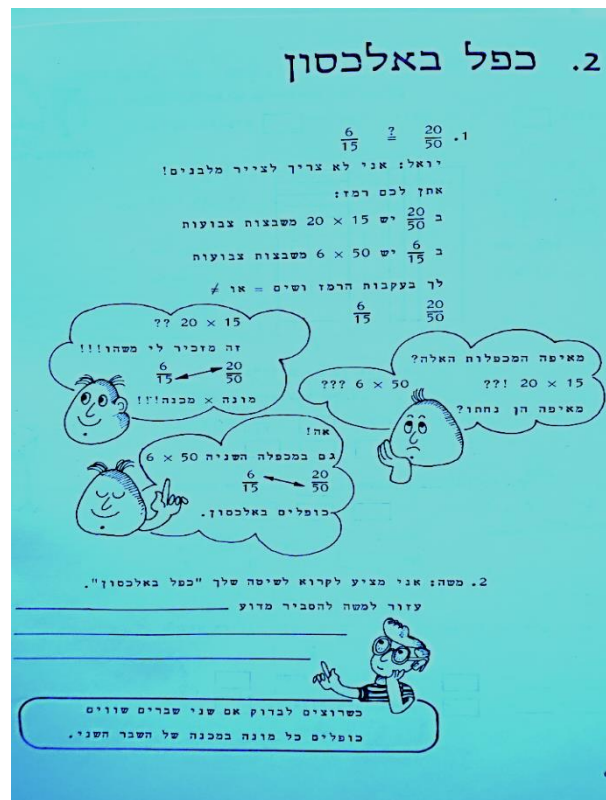 2. כפל באלכסון
1. 20/50 ? = 6/15
יואל: אני לא צריך לצייר מלבנים!
אתן לכם רמז:
ב 20/50 יש 15 × 20 משבצות צבועות
ב 6/15 יש 50 × 6 משבצות צבועות
לך בעקבות הרמז ושים = או ≠
20/50 6/15
מאיפה המכפלות האלה?
15 × 20 !?? 50 × 6 ???
מאיפה הן נחתו?
15 × 20 ??
זה מזכיר לי משהו!!!
20/50 6/15
מונה × מכנה!?!
אה!
גם במכפלה השניה 50 × 6
20/50 6/15
כופלים באלכסון.
2. משה: אני מציע לקרוא לשיטה שלך "כפל באלכסון".
עזור למשה להסביר מדוע
כשרוצים לבדוק אם שני שברים שווים
כופלים כל מונה במכנה של השבר השני.